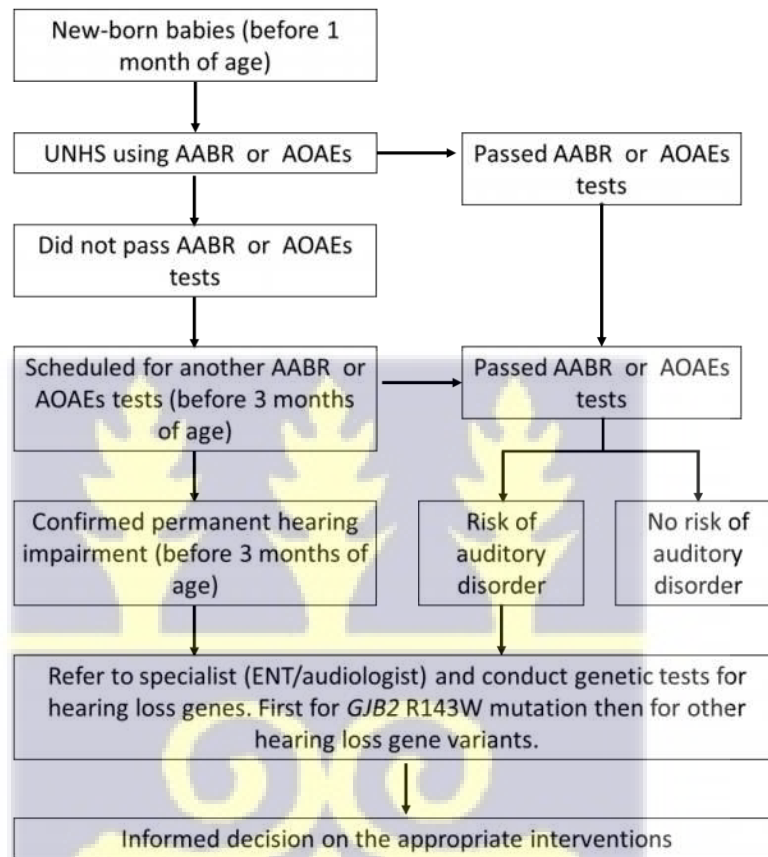 New-born babies (before 1
month of age)
UNHS using AABR or AOAEs
Passed AABR or AOAEs
tests
Did not pass AABR or AOAEs
tests
Scheduled for another AABR or
AOAEs tests (before 3 months
of age)
Passed AABR or AOAEs
tests
Confirmed permanent hearing
impairment (before 3 months of
age)
Risk of
auditory
disorder
No risk of
auditory
disorder
Refer to specialist (ENT/audiologist) and conduct genetic tests for
hearing loss genes. First for GJB2 R143W mutation then for other
hearing loss gene variants.
Informed decision on the appropriate interventions